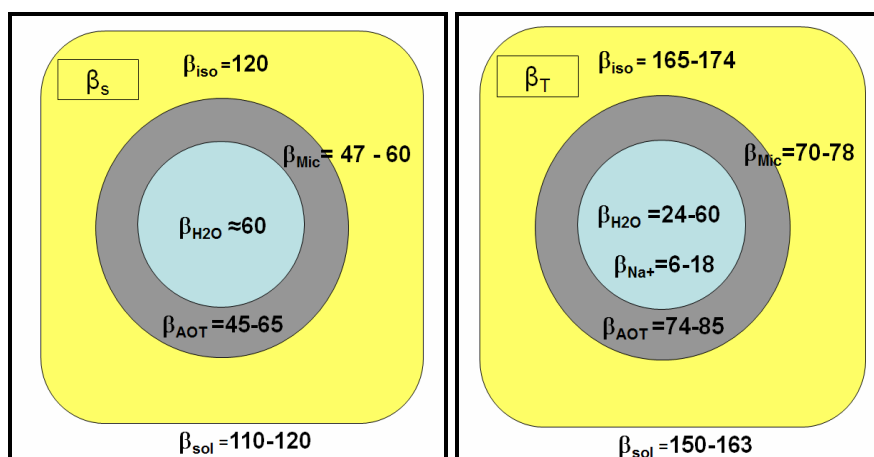 βiso =120
βs
βMic= 47 - 60
βH2O ≈60
βAOT =45-65
βsol =110-120
βiso = 165-174
βT
βMic=70-78
βH2O =24-60
βNa+=6-18
βAOT =74-85
βsol =150-163